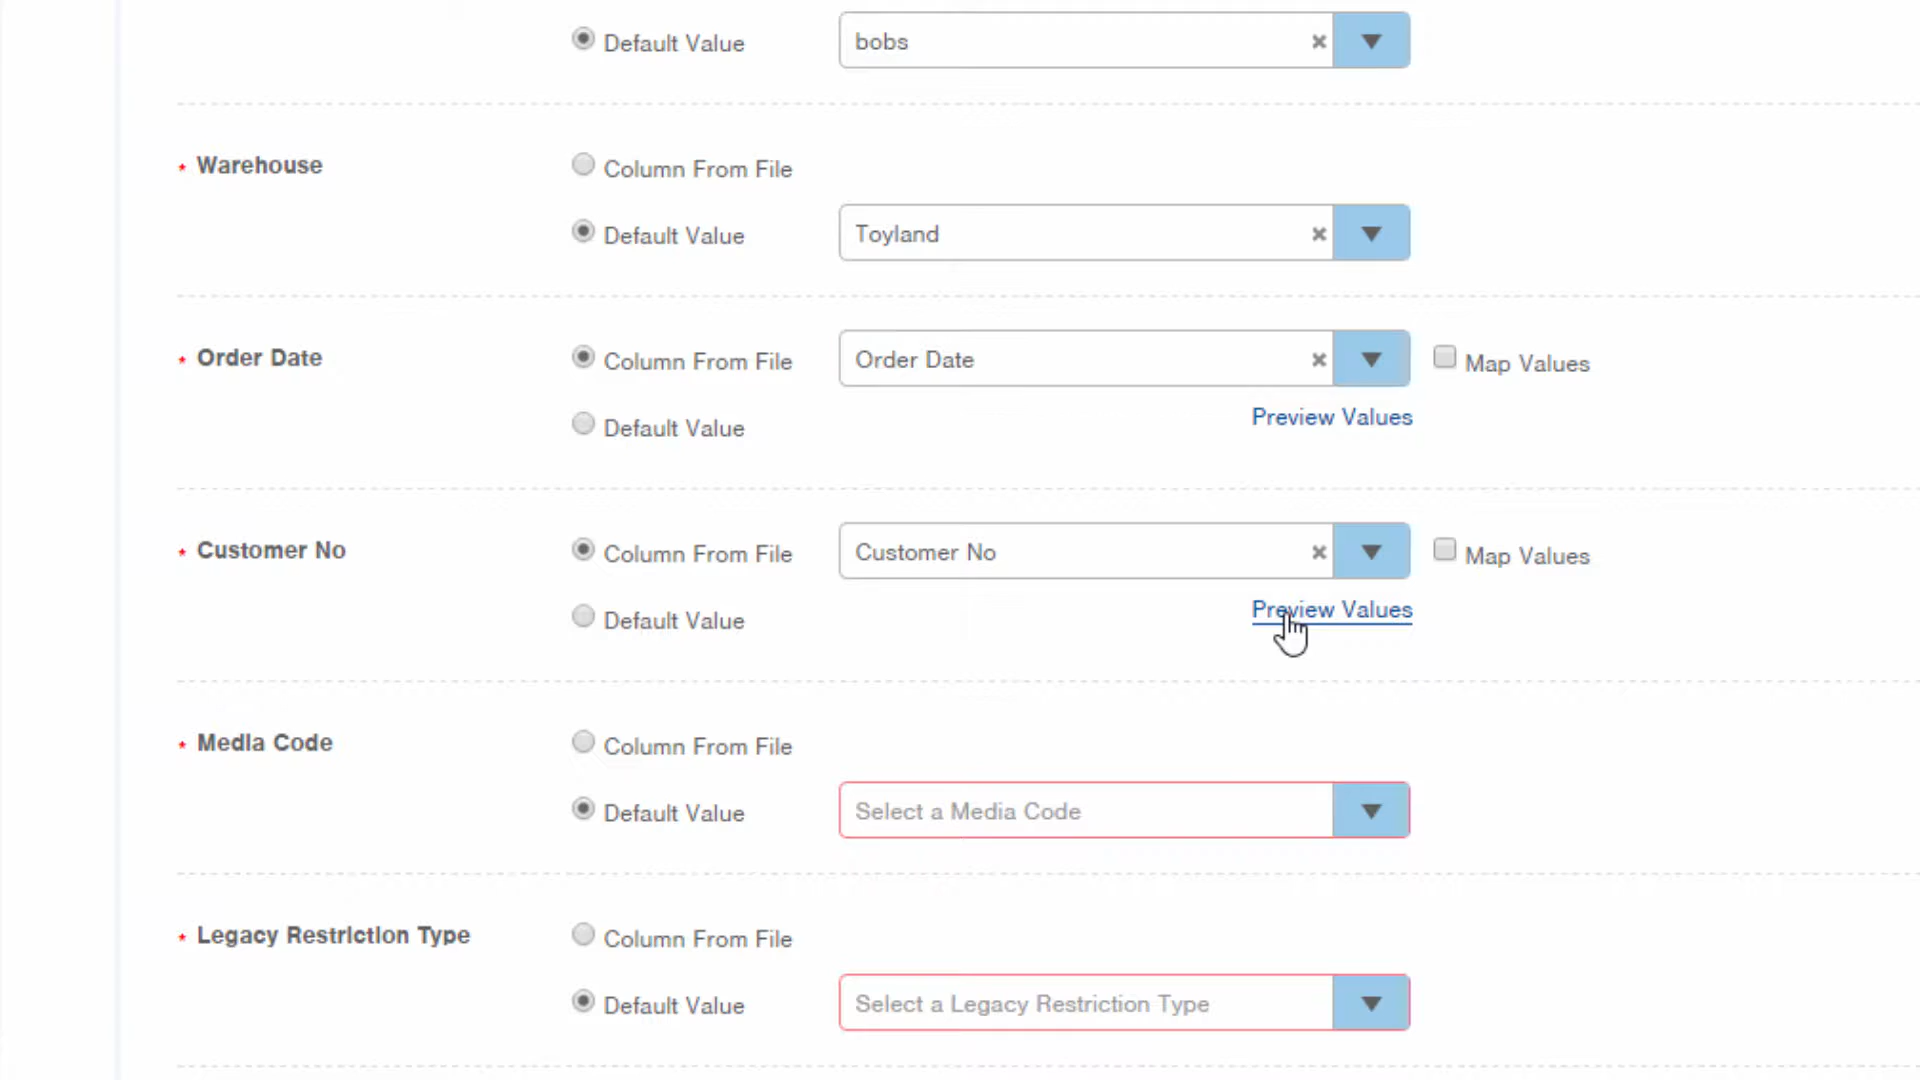 Default Value bobs
* Warehouse Column From File
Default Value Toyland
* Order Date Column From File Order Date Map Values
Preview Values
Default Value
* Customer No Column From File Customer No Map Values
Preview Values
Default Value
* Media Code Column From File
Default Value Select a Media Code
* Legacy Restriction Type Column From File
Default Value Select a Legacy Restriction Type